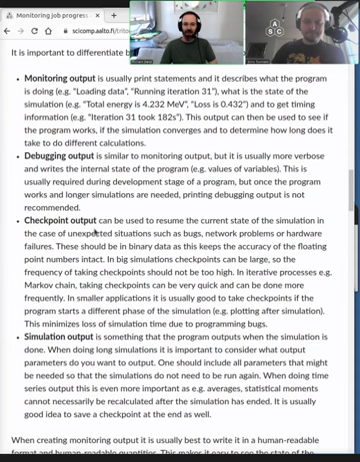 Monitoring job progress
scicomp.aalto.fi/trito
It is important to differentiate b
• Monitoring output is usually print statements and it describes what the program
is doing (e.g. "Loading data", "Running iteration 31"), what is the state of the
simulation (e.g. "Total energy is 4.232 MeV", "Loss is 0.432") and to get timing
information (e.g. "Iteration 31 took 182s"). This output can then be used to see if
the program works, if the simulation converges and to determine how long does it
take to do different calculations.
• Debugging output is similar to monitoring output, but it is usually more verbose
and writes the internal state of the program (e.g. values of variables). This is
usually required during development stage of a program, but once the program
works and longer simulations are needed, printing debugging output is not
recommended.
• Checkpoint output can be used to resume the current state of the simulation in
the case of unexpected situations such as bugs, network problems or hardware
failures. These should be in binary data as this keeps the accuracy of the floating
point numbers intact. In big simulations checkpoints can be large, so the
frequency of taking checkpoints should not be too high. In iterative processes e.g.
Markov chain, taking checkpoints can be very quick and can be done more
frequently. In smaller applications it is usually good to take checkpoints if the
program starts a different phase of the simulation (e.g. plotting after simulation).
This minimizes loss of simulation time due to programming bugs.
• Simulation output is something that the program outputs when the simulation is
done. When doing long simulations it is important to consider what output
parameters do you want to output. One should include all parameters that might
be needed so that the simulations do not need to be run again. When doing time
series output this is even more important as e.g. averages, statistical moments
cannot necessarily be recalculated after the simulation has ended. It is usually
good idea to save a checkpoint at the end as well.
When creating monitoring output it is usually best to write it in a human-readable
format and human-readable quantities. This makes it easy to see the state of the